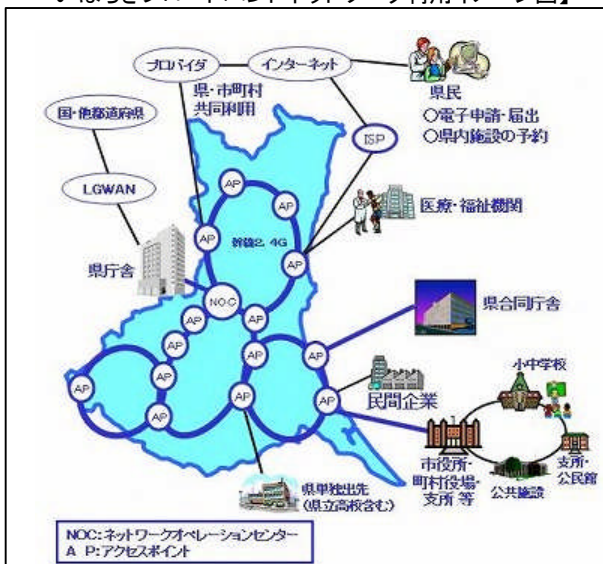 プロバイダ
インターネット
県・市町村
共同利用
県民
○電子申請・届出
○県内施設の予約
国・他都道府県
ISP
LGWAN
AP
AP
医療・福祉機関
AP
幹線2.4G
AP
県庁舎
NOC
県合同庁舎
AP
AP
AP
AP
AP
小中学校
AP
AP
民間企業
AP
AP
AP
市役所・
町村役場・
支所 等
支所・
公民館
公共施設
県単独出先
(県立高校含む)
NOC:ネットワークオペレーションセンター
A P:アクセスポイント